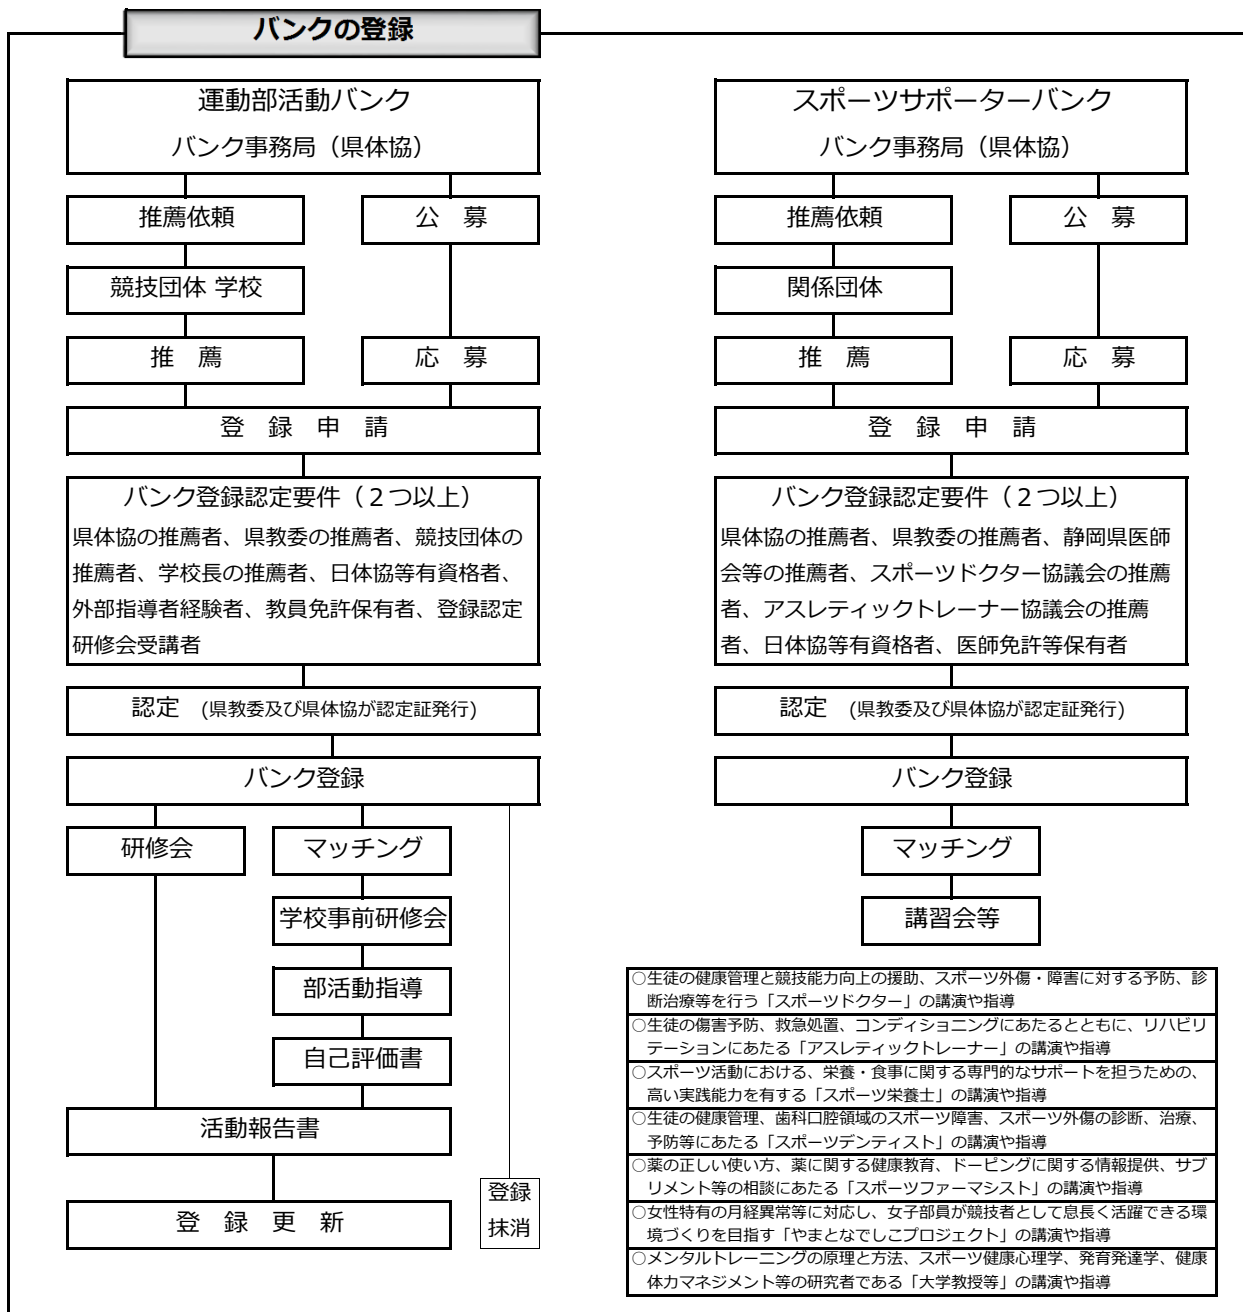 バンクの登録
運動部活動バンク
バンク事務局（県体協）
推薦依頼
公　募
競技団体 学校
推　薦
応　募
登　録　申　請
バンク登録認定要件（２つ以上）
県体協の推薦者、県教委の推薦者、競技団体の
推薦者、学校長の推薦者、日体協等有資格者、
外部指導者経験者、教員免許保有者、登録認定
研修会受講者
認定　(県教委及び県体協が認定証発行)
バンク登録
研修会
マッチング
学校事前研修会
部活動指導
自己評価書
活動報告書
登　録　更　新
登録
抹消
スポーツサポーターバンク
バンク事務局（県体協）
推薦依頼
公　募
関係団体
推　薦
応　募
登　録　申　請
バンク登録認定要件（２つ以上）
県体協の推薦者、県教委の推薦者、静岡県医師
会等の推薦者、スポーツドクター協議会の推薦
者、アスレティックトレーナー協議会の推薦
者、日体協等有資格者、医師免許等保有者
認定　(県教委及び県体協が認定証発行)
バンク登録
マッチング
講習会等
○生徒の健康管理と競技能力向上の援助、スポーツ外傷・障害に対する予防、診
断治療等を行う「スポーツドクター」の講演や指導
○生徒の傷害予防、救急処置、コンディショニングにあたるとともに、リハビリ
テーションにあたる「アスレティックトレーナー」の講演や指導
○スポーツ活動における、栄養・食事に関する専門的なサポートを担うための、
高い実践能力を有する「スポーツ栄養士」の講演や指導
○生徒の健康管理、歯科口腔領域のスポーツ障害、スポーツ外傷の診断、治療、
予防等にあたる「スポーツデンティスト」の講演や指導
○薬の正しい使い方、薬に関する健康教育、ドーピングに関する情報提供、サプ
リメント等の相談にあたる「スポーツファーマシスト」の講演や指導
○女性特有の月経異常等に対応し、女子部員が競技者として息長く活躍できる環
境づくりを目指す「やまとなでしこプロジェクト」の講演や指導
○メンタルトレーニングの原理と方法、スポーツ健康心理学、発育発達学、健康
体力マネジメント等の研究者である「大学教授等」の講演や指導